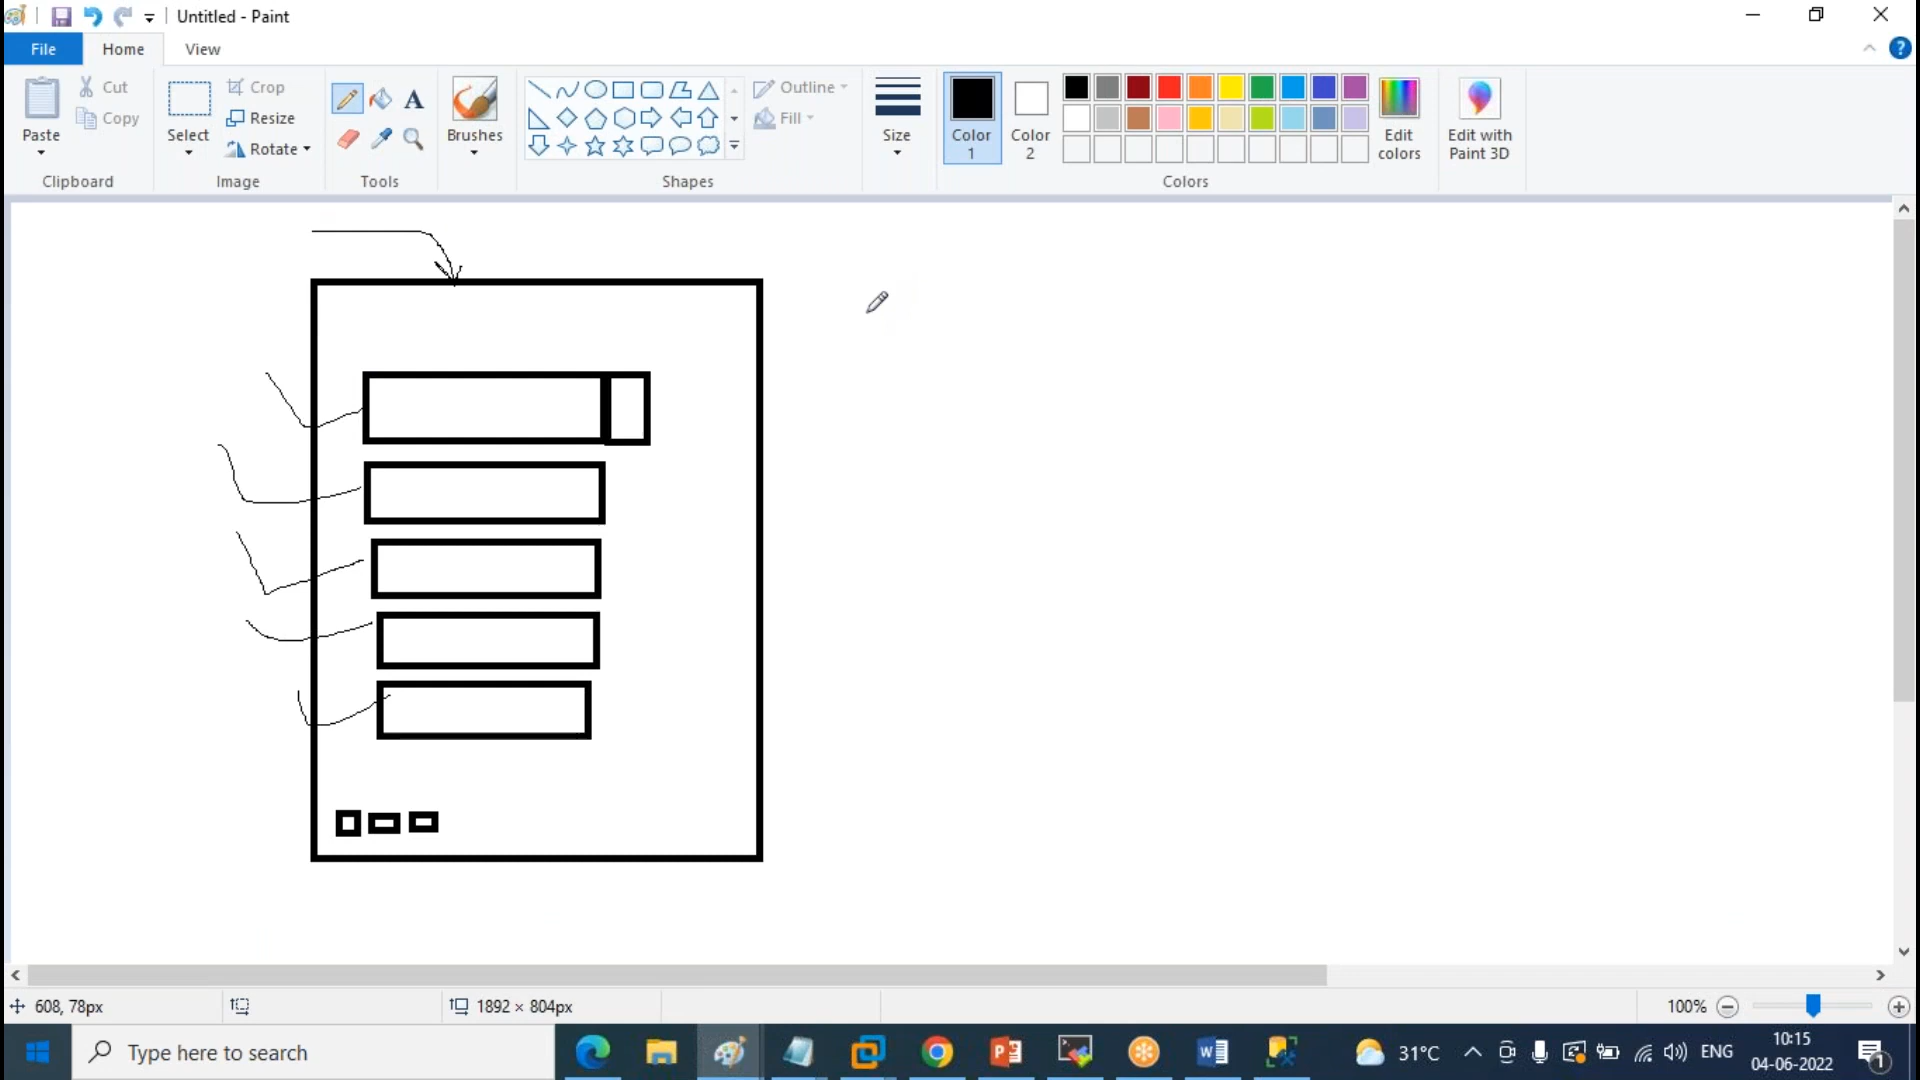 Untitled - Paint
File Home View
Paste
Cut
Copy
Clipboard
Select
Crop
Resize
Rotate
Image
A
Tools
Brushes
Outline
Fill
Shapes
Size
Color 1
Color 2
Edit colors
Colors
Edit with Paint 3D
?
608, 78px
1892 × 804px
100%
Type here to search
P
W
31°C
ENG
10:15
04-06-2022
1